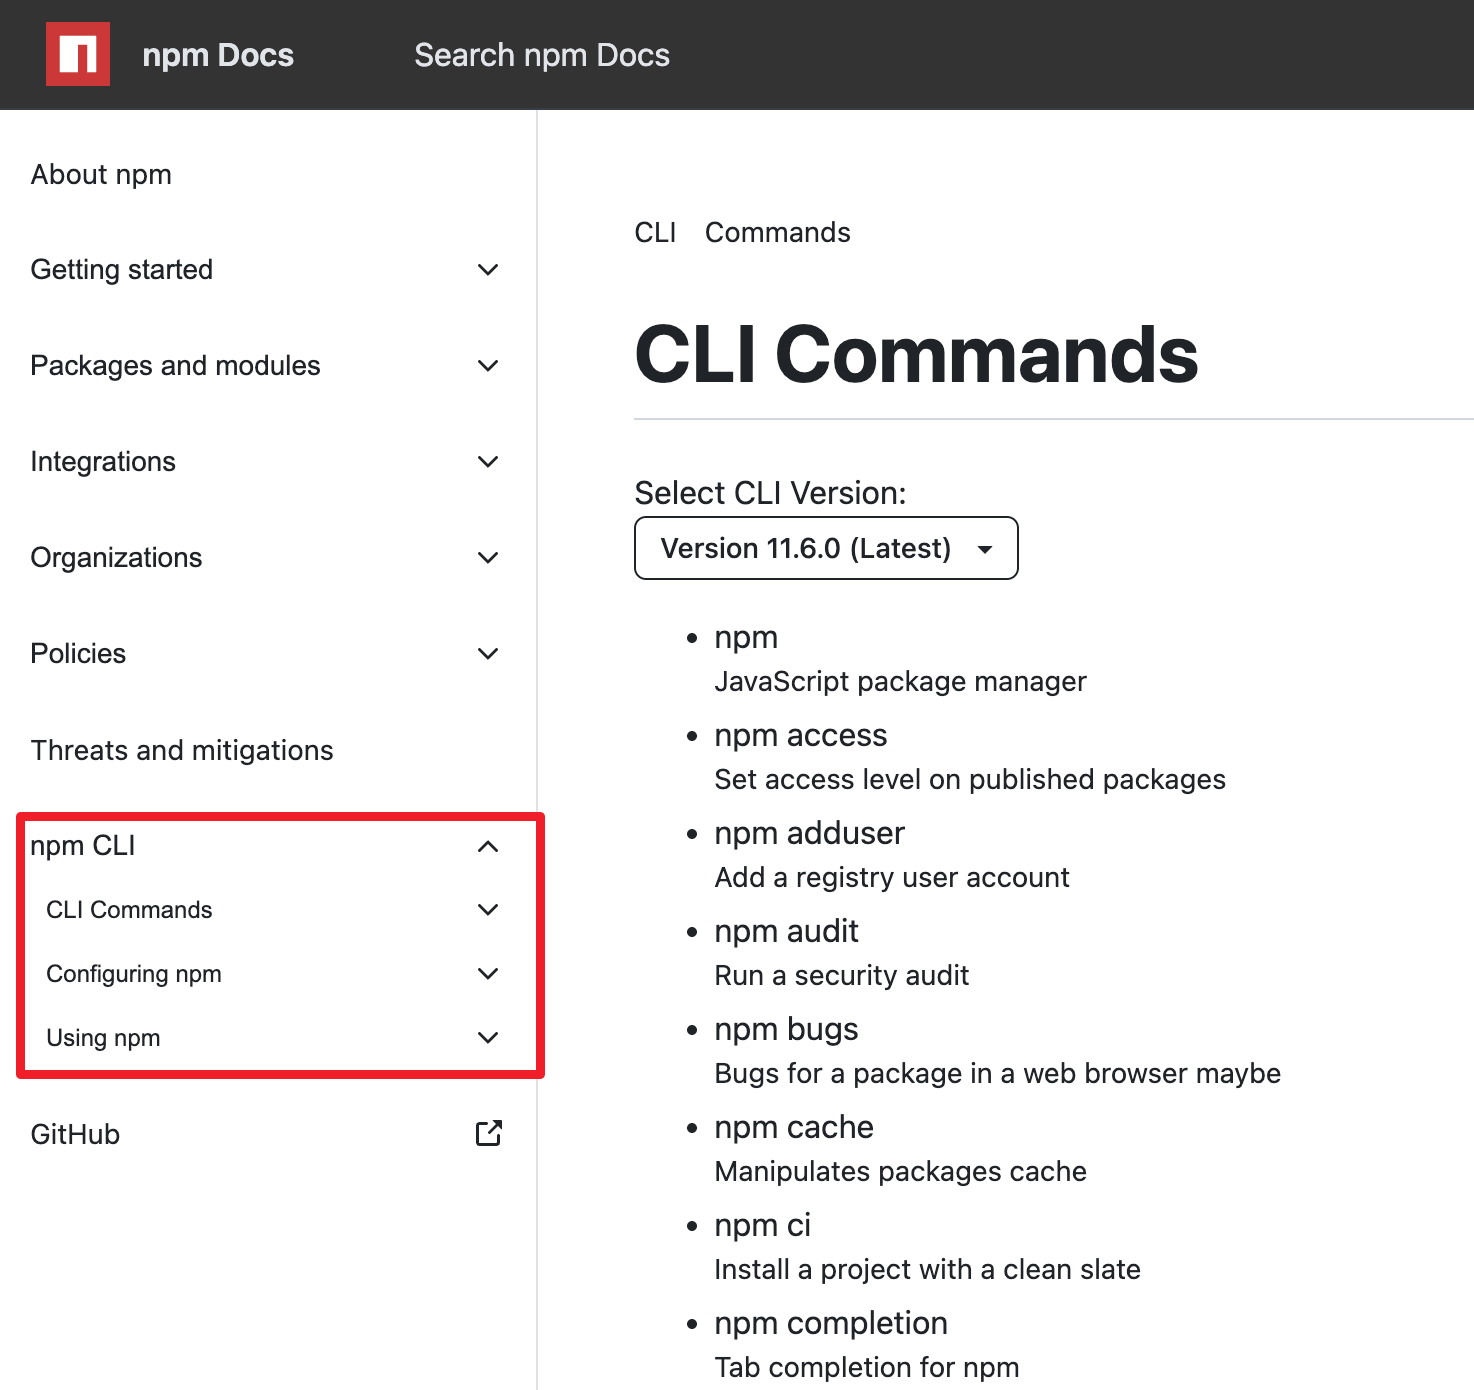 npm Docs
Search npm Docs
About npm
Getting started
Packages and modules
Integrations
Organizations
Policies
Threats and mitigations
npm CLI
CLI Commands
Configuring npm
Using npm
GitHub
CLI Commands
CLI Commands
Select CLI Version:
Version 11.6.0 (Latest)
npm
JavaScript package manager
npm access
Set access level on published packages
npm adduser
Add a registry user account
npm audit
Run a security audit
npm bugs
Bugs for a package in a web browser maybe
npm cache
Manipulates packages cache
npm ci
Install a project with a clean slate
npm completion
Tab completion for npm